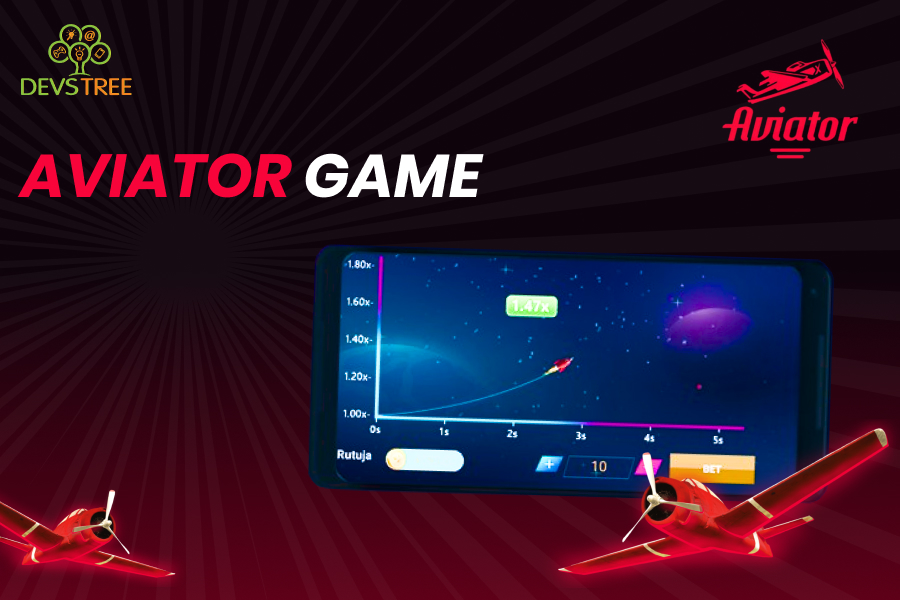 DEVSTREE
Aviator
AVIATOR GAME
1.80x
1.60x
1.47x
1.40x
1.20x
1.00x
0s 1s 2s 3s 4s 5s
Rutuja
+ 10 BET